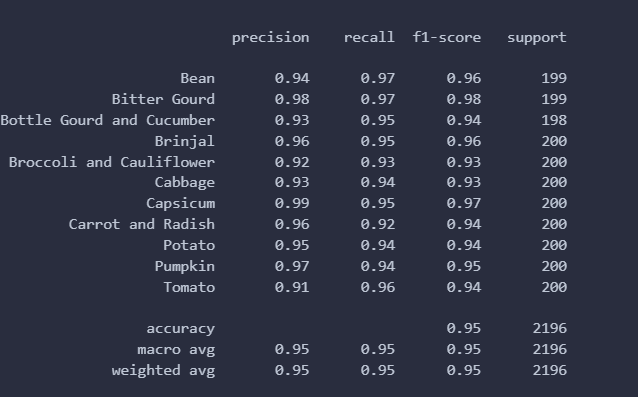 precision recall f1-score support
Bean 0.94 0.97 0.96 199
Bitter Gourd 0.98 0.97 0.98 199
Bottle Gourd and Cucumber 0.93 0.95 0.94 198
Brinjal 0.96 0.95 0.96 200
Broccoli and Cauliflower 0.92 0.93 0.93 200
Cabbage 0.93 0.94 0.93 200
Capsicum 0.99 0.95 0.97 200
Carrot and Radish 0.96 0.92 0.94 200
Potato 0.95 0.94 0.94 200
Pumpkin 0.97 0.94 0.95 200
Tomato 0.91 0.96 0.94 200
accuracy 0.95 2196
macro avg 0.95 0.95 0.95 2196
weighted avg 0.95 0.95 0.95 2196